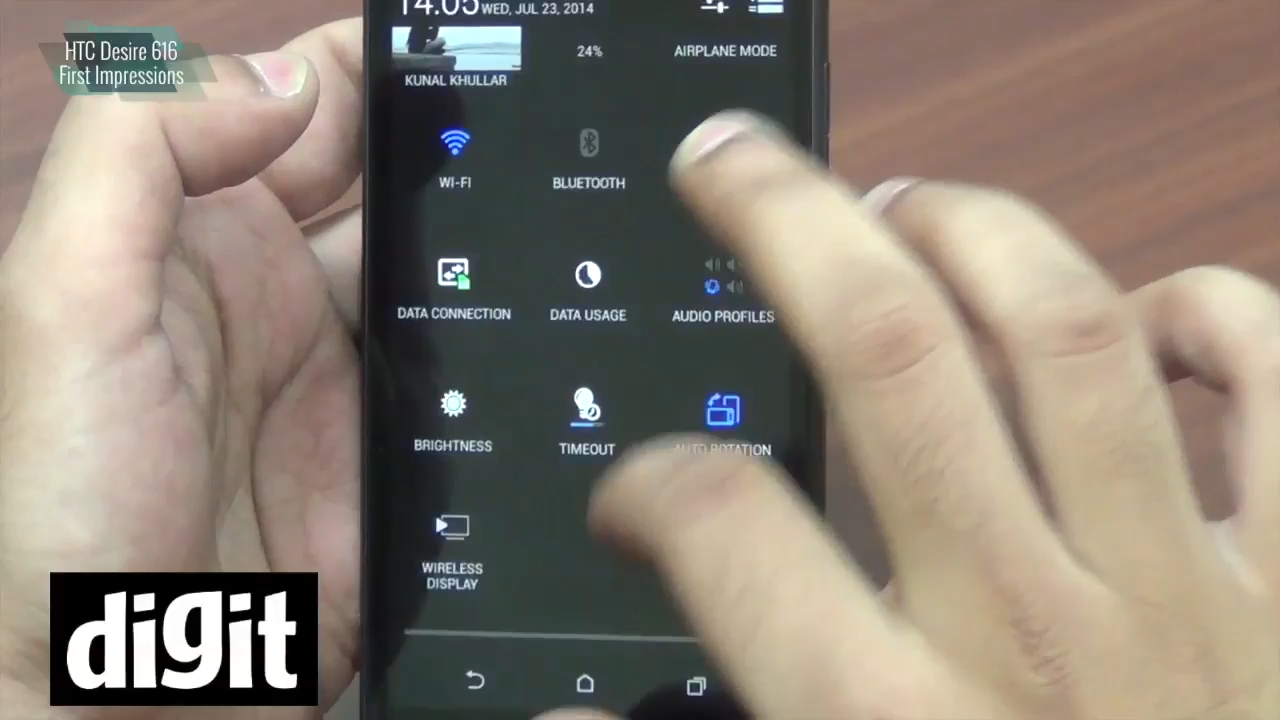 HTC Desire 616
First Impressions
14:05 WED, JUL 23, 2014
24%
AIRPLANE MODE
KUNAL KHULLAR
WI-FI
BLUETOOTH
DATA CONNECTION
DATA USAGE
AUDIO PROFILES
BRIGHTNESS
TIMEOUT
AUTO ROTATION
WIRELESS
DISPLAY
digit